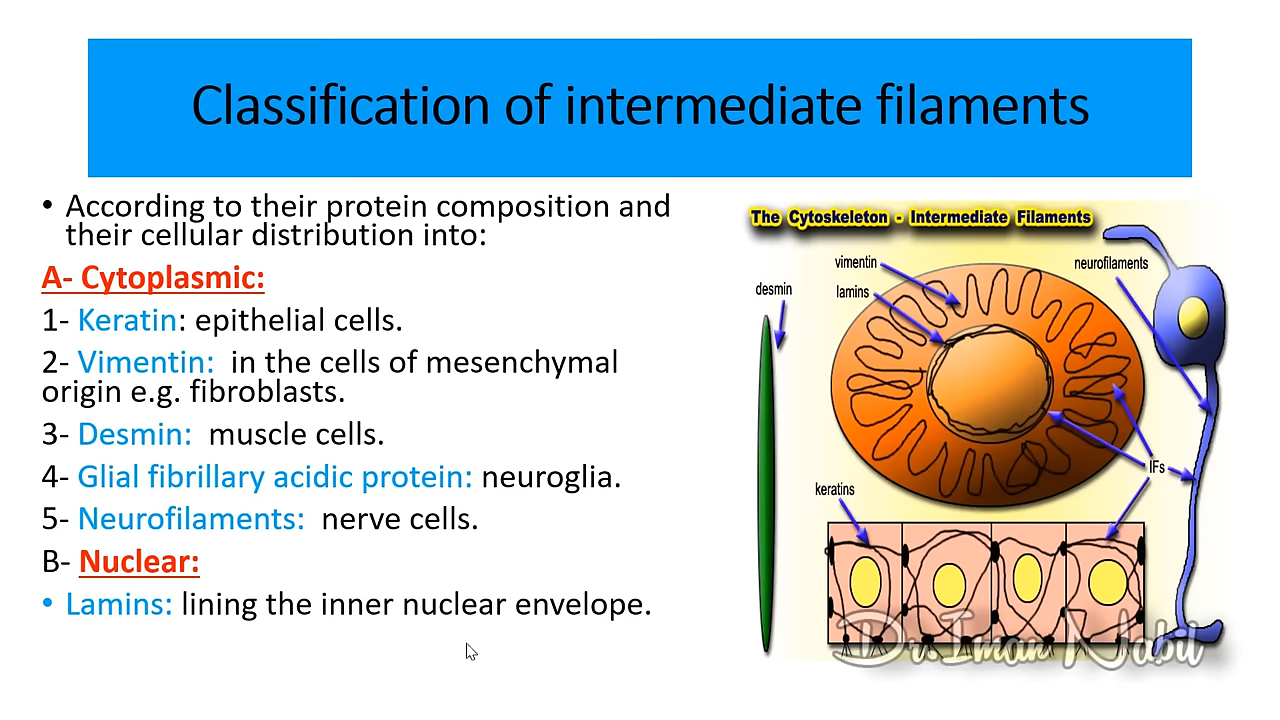 Classification of intermediate filaments
• According to their protein composition and
their cellular distribution into:
A- Cytoplasmic:
1- Keratin: epithelial cells.
2- Vimentin:  in the cells of mesenchymal
origin e.g. fibroblasts.
3- Desmin:  muscle cells.
4- Glial fibrillary acidic protein: neuroglia.
5- Neurofilaments:  nerve cells.
B- Nuclear:
• Lamins: lining the inner nuclear envelope.
The Cytoskeleton - Intermediate Filaments
vimentin
neurofilaments
desmin
lamins
IFs
keratins
Dr.Iman Nabil